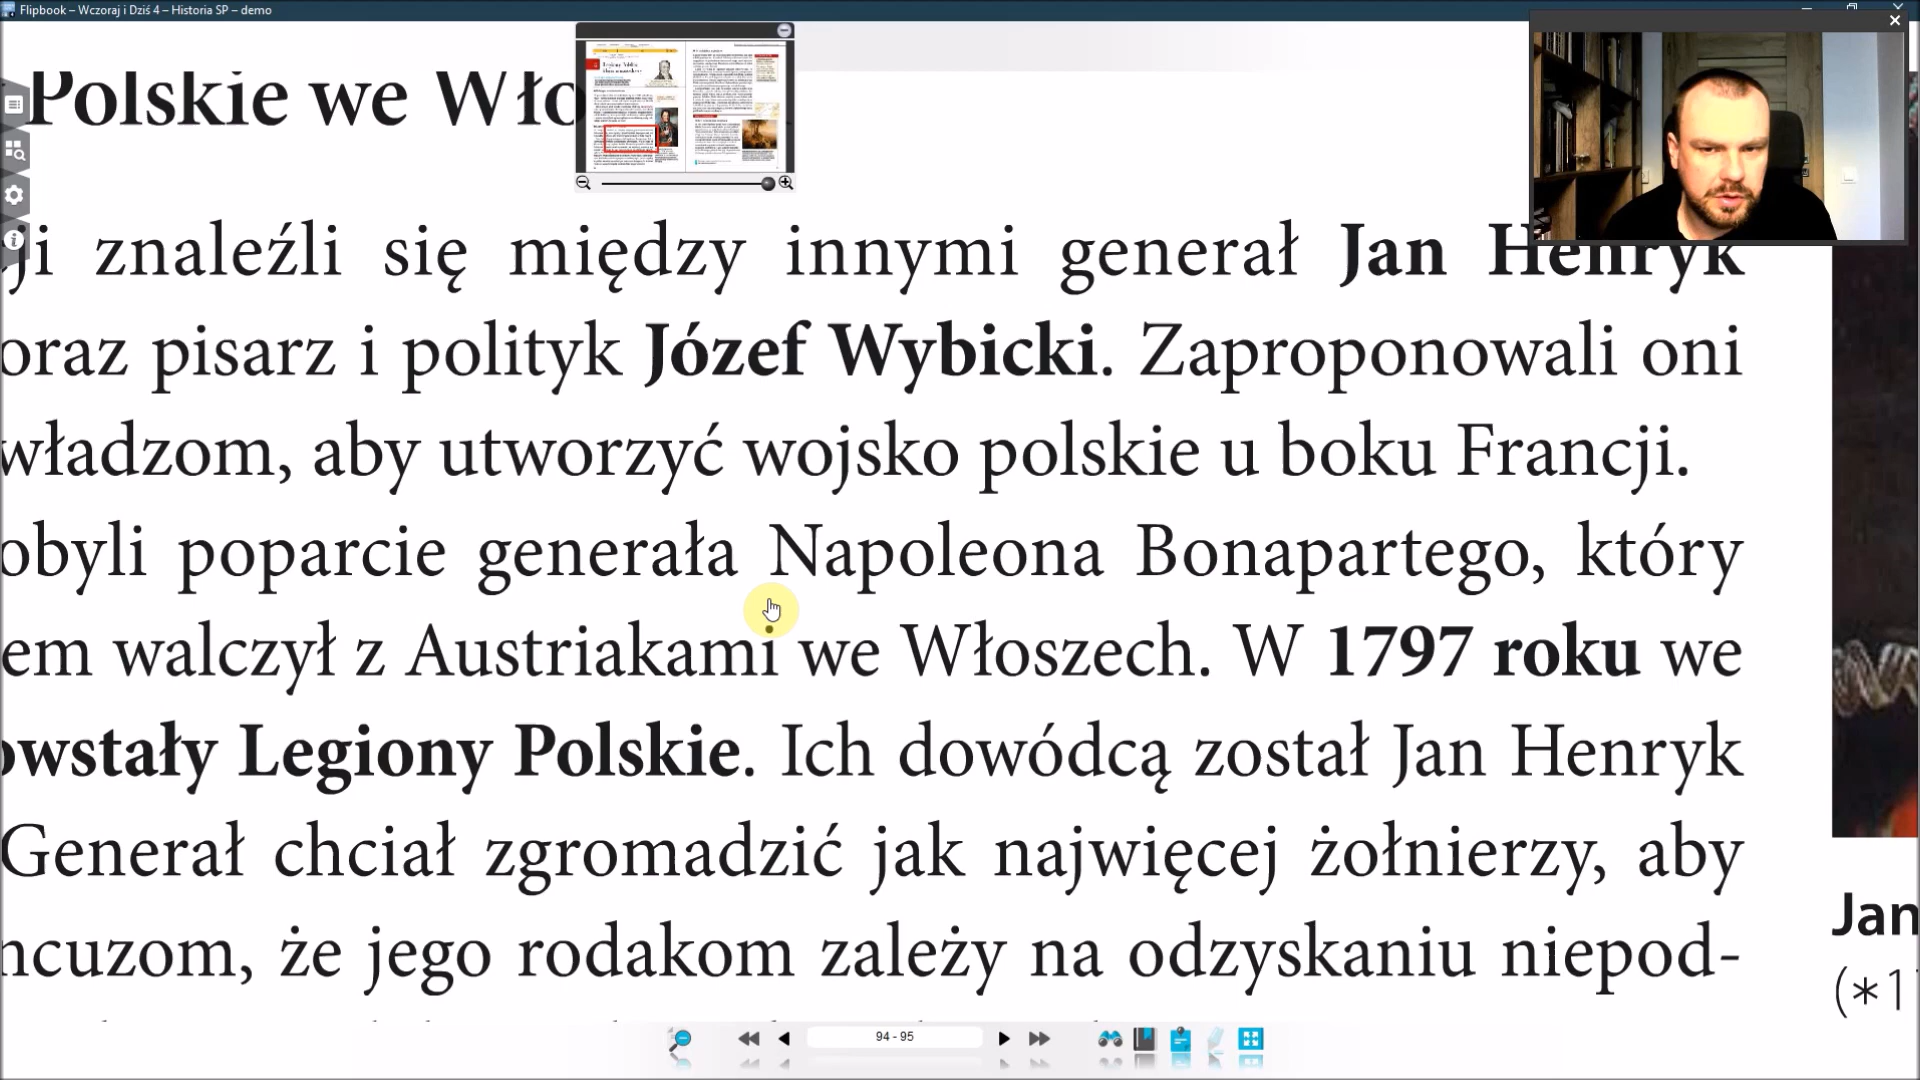 Flipbook – Wczoraj i Dziś 4 – Historia SP – demo
Polskie we
ji znaleźli się między innymi generał Jan Henryk
oraz pisarz i polityk Józef Wybicki. Zaproponowali oni
władzom, aby utworzyć wojsko polskie u boku Francji.
obyli poparcie generała Napoleona Bonapartego, który
em walczył z Austriakami we Włoszech. W 1797 roku we
owstały Legiony Polskie. Ich dowódcą został Jan Henryk
Generał chciał zgromadzić jak najwięcej żołnierzy, aby
ncuzom, że jego rodakom zależy na odzyskaniu niepod-
Jan
(*1
94 - 95